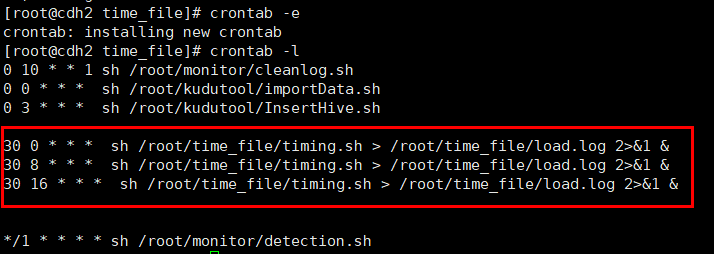 [root@cdh2 time_file]# crontab -e
crontab: installing new crontab
[root@cdh2 time_file]# crontab -l
0 10 * * 1 sh /root/monitor/cleanlog.sh
0 0 * * *  sh /root/kudutool/importData.sh
0 3 * * *  sh /root/kudutool/InsertHive.sh
30 0 * * *  sh /root/time_file/timing.sh > /root/time_file/load.log 2>&1 &
30 8 * * *  sh /root/time_file/timing.sh > /root/time_file/load.log 2>&1 &
30 16 * * *  sh /root/time_file/timing.sh > /root/time_file/load.log 2>&1 &
*/1 * * * * sh /root/monitor/detection.sh